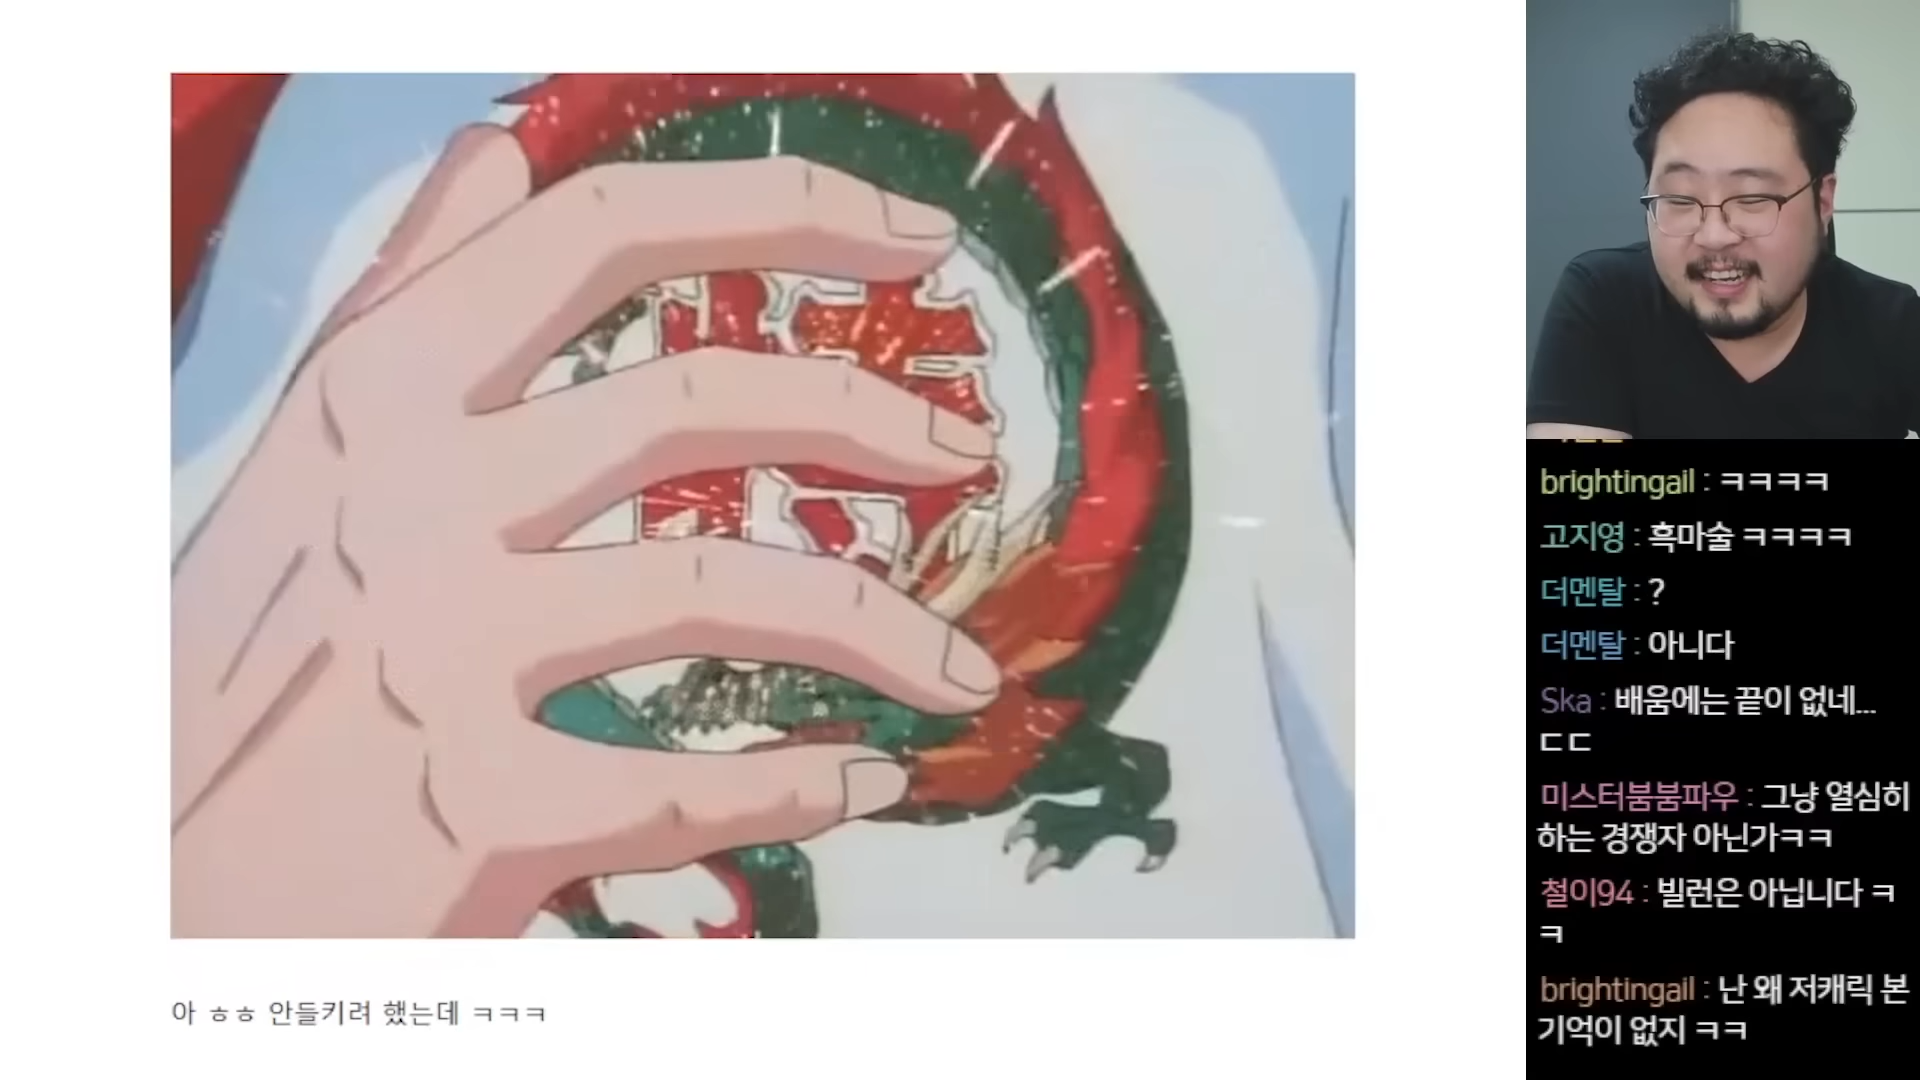 아 ㅎㅎ 안들키려 했는데 ㅋㅋㅋ
brightingail : ㅋㅋㅋㅋ
고지영 : 흑마술 ㅋㅋㅋㅋ
더멘탈 : ?
더멘탈 : 아니다
Ska : 배움에는 끝이 없네...
ㄷㄷ
미스터붐붐파우 : 그냥 열심히
하는 경쟁자 아닌가ㅋㅋ
철이94 : 빌런은 아닙니다 ㅋ
ㅋ
brightingail : 난 왜 저캐릭 본
기억이 없지 ㅋㅋ